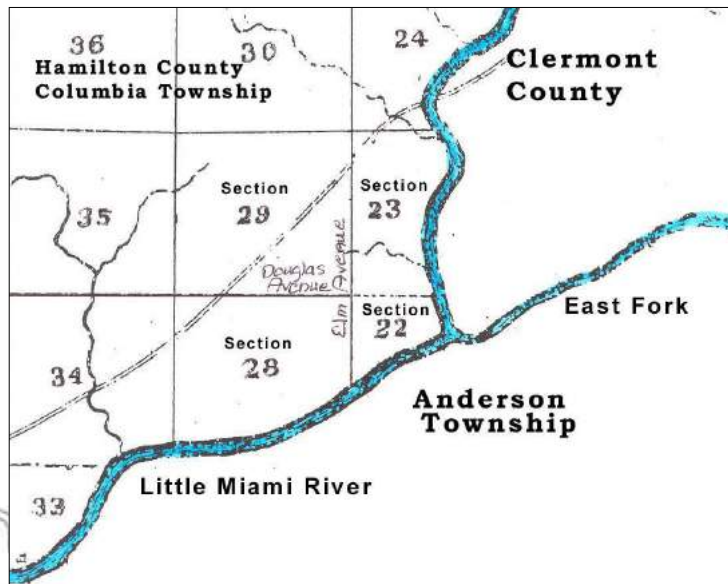 36
30
24
Hamilton County
Columbia Township
Clermont
County
Section
29
Section
23
35
Douglas
Avenue
Elm Avenue
East Fork
Section
22
Section
28
34
Anderson
Township
Little Miami River
33